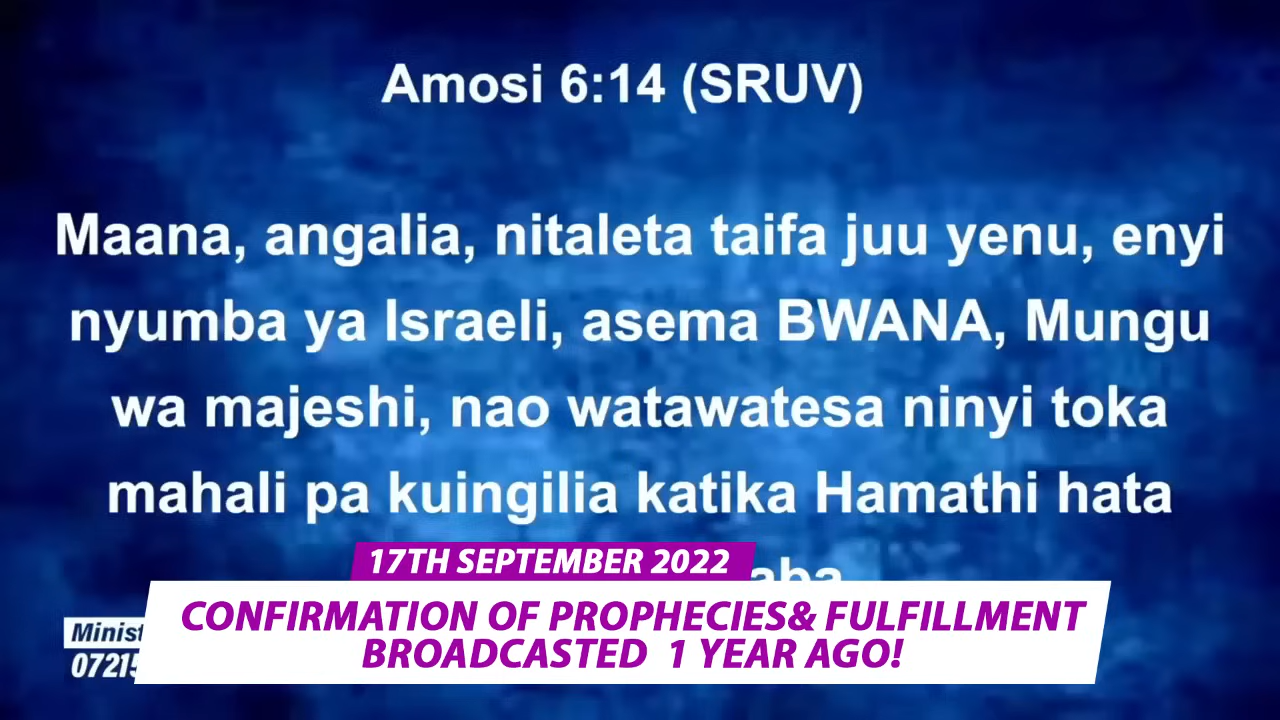 Amosi 6:14 (SRUV)
Maana, angalia, nitaleta taifa juu yenu, enyi
nyumba ya Israeli, asema BWANA, Mungu
wa majeshi, nao watawatesa ninyi toka
mahali pa kuingilia katika Hamathi hata
17TH SEPTEMBER 2022
CONFIRMATION OF PROPHECIES& FULFILLMENT
BROADCASTED 1 YEAR AGO!